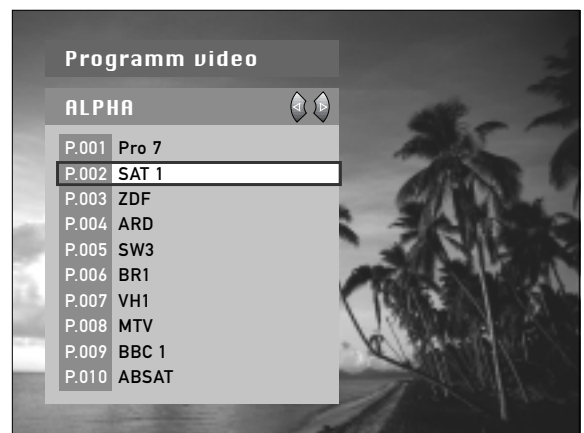 Programm video
ALPHA
P.001 Pro 7
P.002 SAT 1
P.003 ZDF
P.004 ARD
P.005 SW3
P.006 BR1
P.007 VH1
P.008 MTV
P.009 BBC 1
P.010 ABSAT